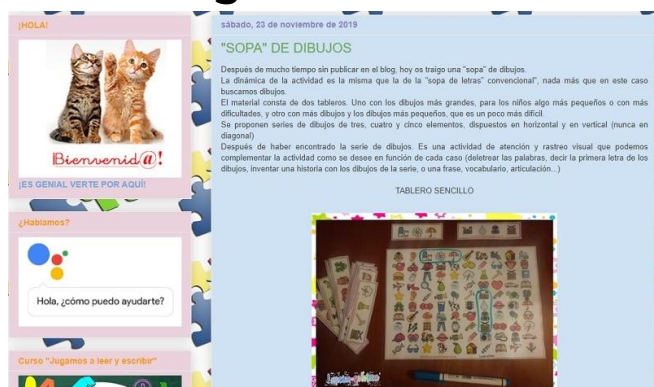 ¡HOLA!
Bienvenid@!
¡ES GENIAL VERTE POR AQUÍ!
¿Hablamos?
Hola, ¿cómo puedo ayudarte?
Curso "Jugamos a leer y escribir"
sábado, 23 de noviembre de 2019
"SOPA" DE DIBUJOS
Después de mucho tiempo sin publicar en el blog, hoy os traigo una "sopa" de dibujos.
La dinámica de la actividad es la misma que la de la "sopa de letras" convencional", nada más que en este caso
buscamos dibujos.
El material consta de dos tableros. Uno con los dibujos más grandes, para los niños algo más pequeños o con más
dificultades, y otro con más dibujos y los dibujos más pequeños, que es un poco más difícil.
Se proponen series de dibujos de tres, cuatro y cinco elementos, dispuestos en horizontal y en vertical (nunca en
diagonal)
Después de haber encontrado la serie de dibujos. Es una actividad de atención y rastreo visual que podemos
complementar la actividad como se desee en función de cada caso (deletrear las palabras, decir la primera letra de los
dibujos, inventar una historia con los dibujos de la serie, o una frase, vocabulario, articulación...)
TABLERO SENCILLO